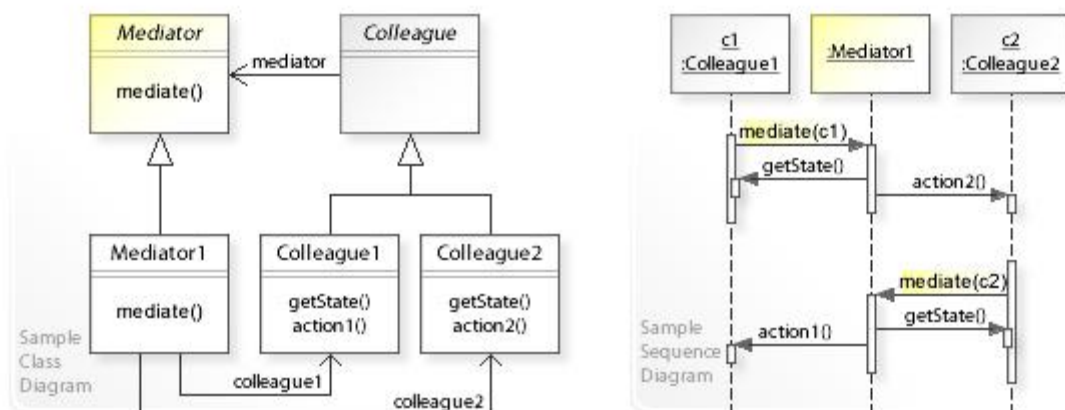 Mediator
mediate()
mediator
Colleague
Mediator1
mediate()
Colleague1
getState()
action1()
Colleague2
getState()
action2()
colleague1
colleague2
Sample
Class
Diagram
c1
:Colleague1
:Mediator1
c2
:Colleague2
mediate(c1)
getState()
action2()
mediate(c2)
getState()
action1()
Sample
Sequence
Diagram